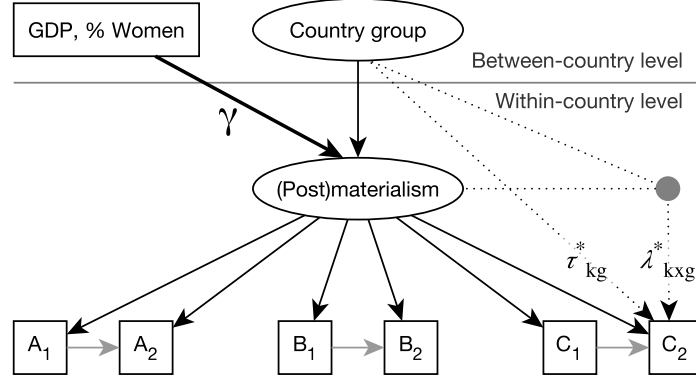 GDP, % Women
Country group
Between-country level
Within-country level
γ
(Post)materialism
τ*kg
λ*kxg
A1
A2
B1
B2
C1
C2